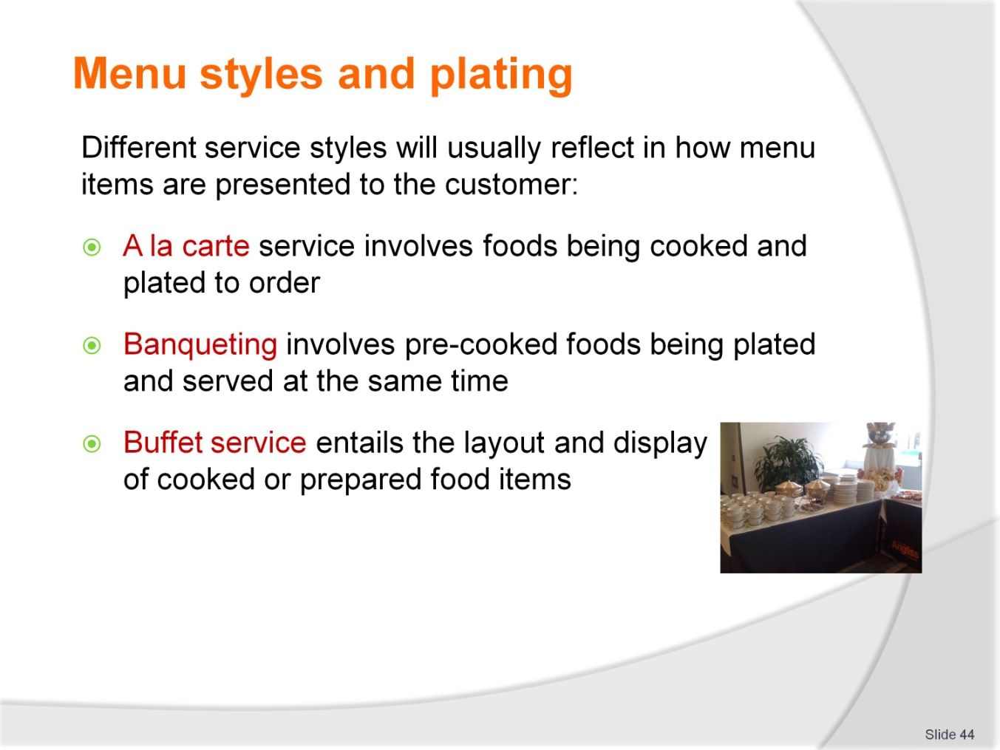 Menu styles and plating
Different service styles will usually reflect in how menu
items are presented to the customer:
A la carte service involves foods being cooked and
plated to order
Banqueting involves pre-cooked foods being plated
and served at the same time
Buffet service entails the layout and display
of cooked or prepared food items
Angliss
Slide 44